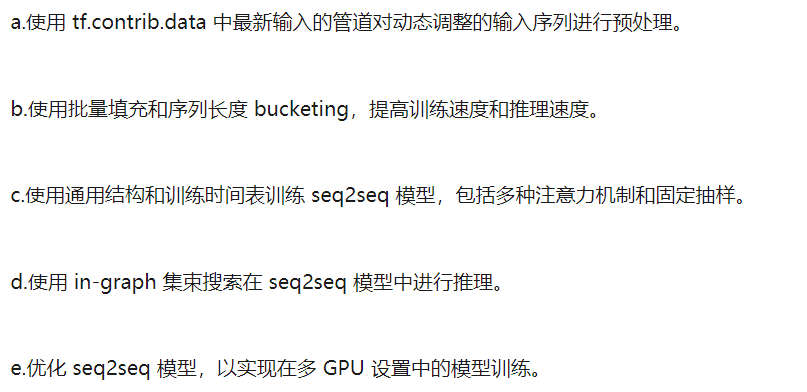 a.使用 tf.contrib.data 中最新输入的管道对动态调整的输入序列进行预处理。
b.使用批量填充和序列长度 bucketing，提高训练速度和推理速度。
c.使用通用结构和训练时间表训练 seq2seq 模型，包括多种注意力机制和固定抽样。
d.使用 in-graph 集束搜索在 seq2seq 模型中进行推理。
e.优化 seq2seq 模型，以实现在多 GPU 设置中的模型训练。